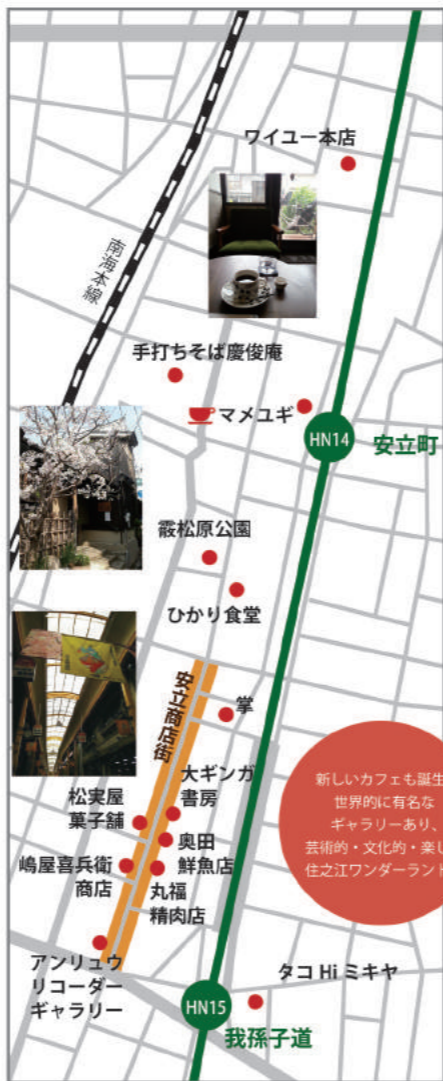 ワイユー本店
南海本線
手打ちそば慶俊庵
マメユギ
HN14
安立町
霰松原公園
ひかり食堂
安立商店街
掌
大ギンガ
書房
松実屋
菓子舗
奥田
鮮魚店
嶋屋喜兵衛
商店
丸福
精肉店
新しいカフェも誕生
世界的に有名な
ギャラリーあり、
芸術的・文化的・楽し
住之江ワンダーランド
アンリュウ
リコーダー
ギャラリー
タコ Hi ミキヤ
HN15
我孫子道